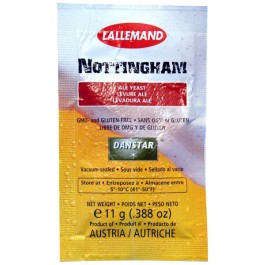 LALLEMAND
NOTTINGHAM
ALE YEAST
LEVURE ALE
LEVADURA ALE
GMO- and GLUTEN-FREE • SANS OGM NI GLUTEN
LIBRE DE OMG Y DE GLUTEN
DANSTAR
Vacuum-sealed • Sous vide • Sellado al vacío
Store at • Entreposez à • Almacene entre
5°-10°C (41°-50°F)
NET WEIGHT • POIDS NET • PESO NETO
e 11 g (.388 oz)
Product of • Produit d' • Producto de
AUSTRIA / AUTRICHE